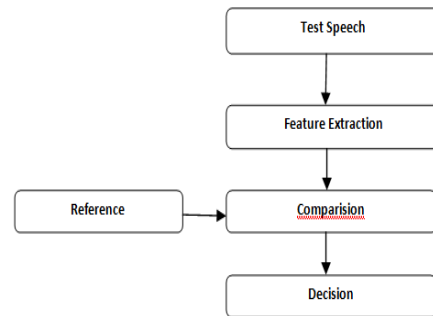 Test Speech
Feature Extraction
Reference
Comparision
Decision